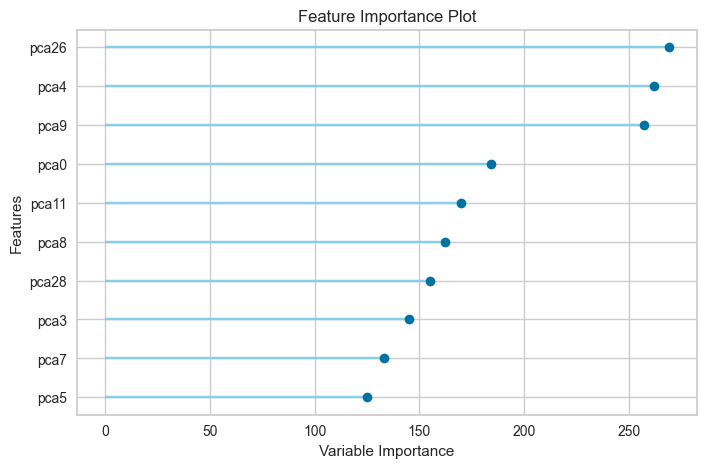 Feature Importance Plot
Features
pca26
pca4
pca9
pca0
pca11
pca8
pca28
pca3
pca7
pca5
0 50 100 150 200 250
Variable Importance